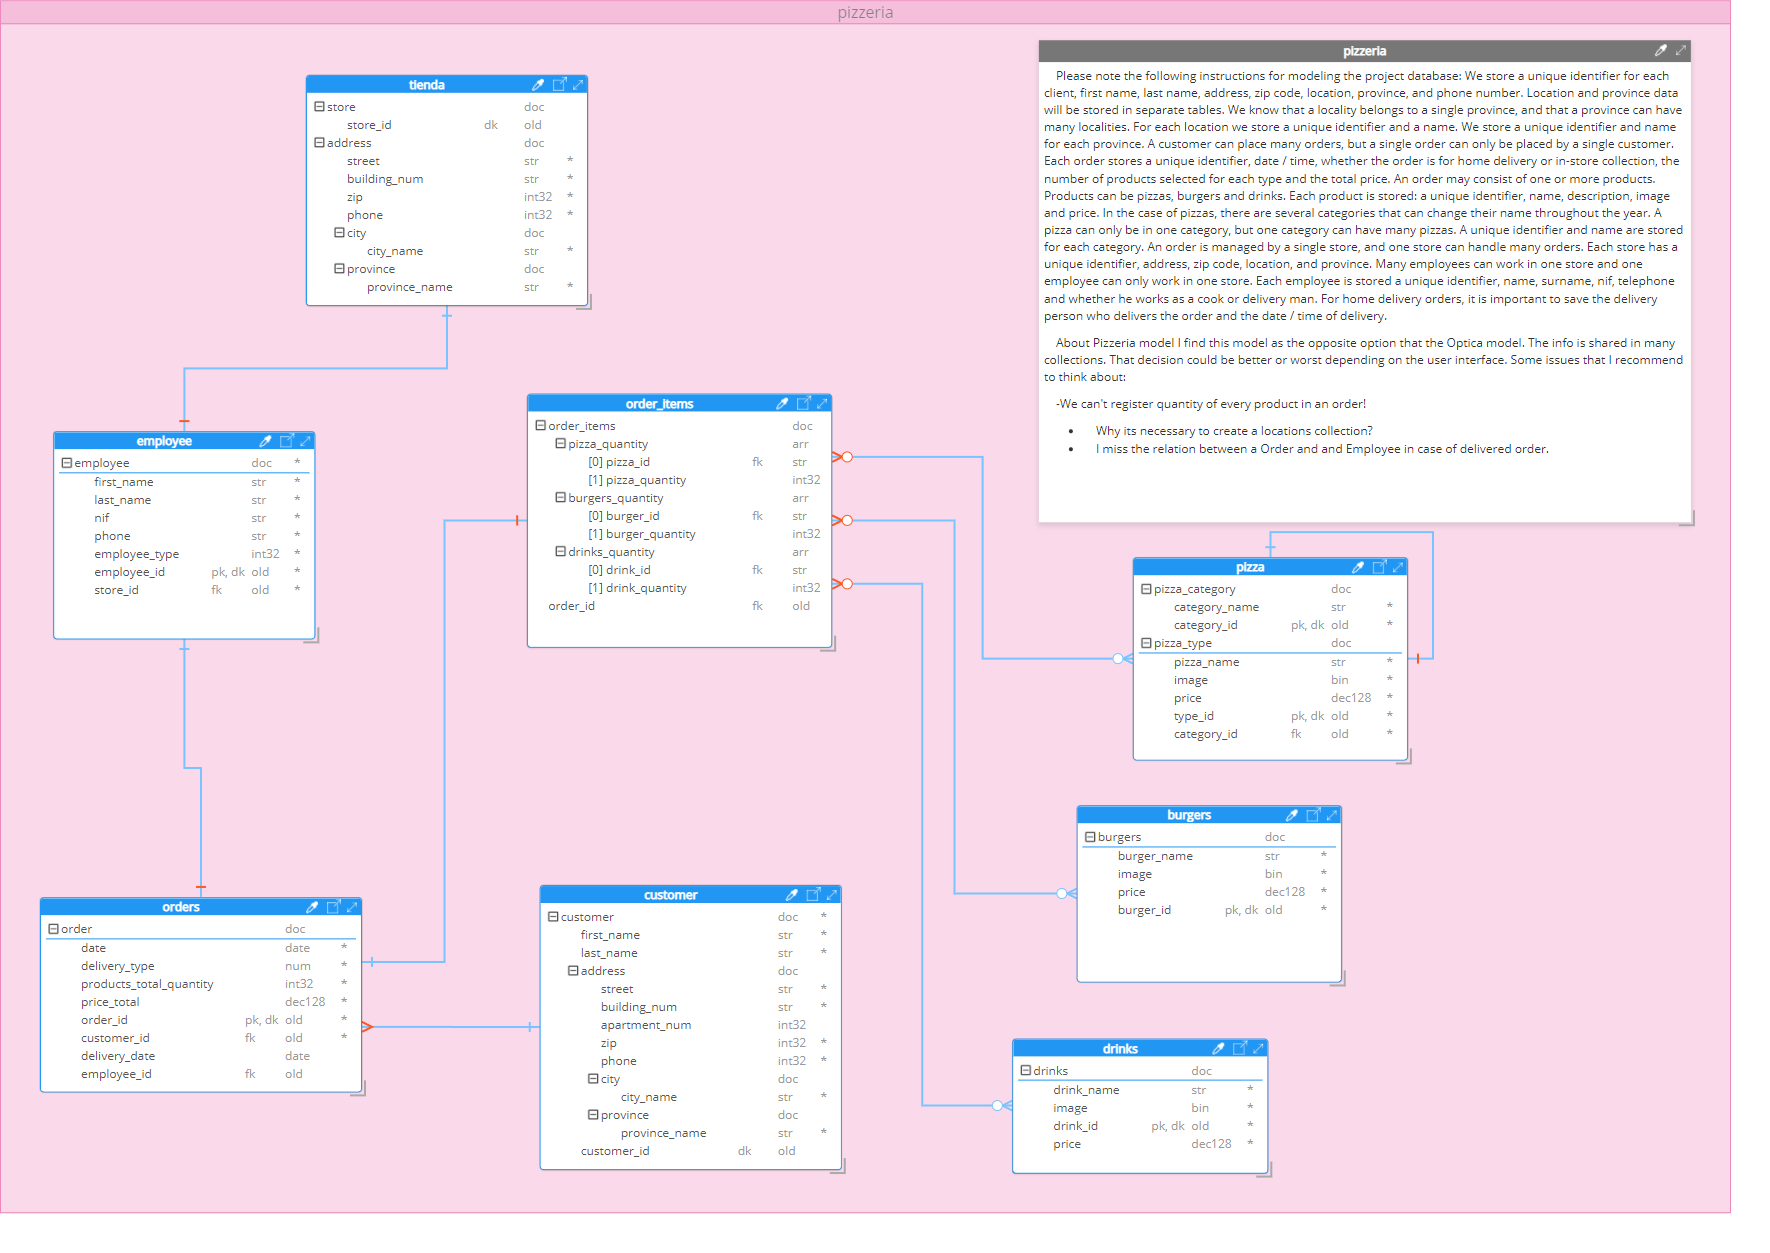 pizzeria
pizzeria
Please note the following instructions for modeling the project database: We store a unique identifier for each
client, first name, last name, address, zip code, location, province, and phone number. Location and province data
will be stored in separate tables. We know that a locality belongs to a single province, and that a province can have
many localities. For each location we store a unique identifier and a name. We store a unique identifier and name
for each province. A customer can place many orders, but a single order can only be placed by a single customer.
Each order stores a unique identifier, date / time, whether the order is for home delivery or in-store collection, the
number of products selected for each type and the total price. An order may consist of one or more products.
Products can be pizzas, burgers and drinks. Each product is stored: a unique identifier, name, description, image
and price. In the case of pizzas, there are several categories that can change their name throughout the year. A
pizza can only be in one category, but one category can have many pizzas. A unique identifier and name are stored
for each category. An order is managed by a single store, and one store can handle many orders. Each store has a
unique identifier, address, zip code, location, and province. Many employees can work in one store and one
employee can only work in one store. Each employee is stored a unique identifier, name, surname, nif, telephone
and whether he works as a cook or delivery man. For home delivery orders, it is important to save the delivery
person who delivers the order and the date / time of delivery.
About Pizzeria model I find this model as the opposite option that the Optica model. The info is shared in many
collections. That decision could be better or worst depending on the user interface. Some issues that I recommend
to think about:
-We can't register quantity of every product in an order!
• Why its necessary to create a locations collection?
• I miss the relation between a Order and and Employee in case of delivered order.
tienda
store doc
store_id dk oId
address doc
street str *
building_num str *
zip int32 *
phone int32 *
city doc
city_name str *
province doc
province_name str *
employee
employee doc *
first_name str *
last_name str *
nif str *
phone str *
employee_type int32 *
employee_id pk, dk oId *
store_id fk oId *
order_items
order_items doc
pizza_quantity arr
[0] pizza_id fk str
[1] pizza_quantity int32
burgers_quantity arr
[0] burger_id fk str
[1] burger_quantity int32
drinks_quantity arr
[0] drink_id fk str
[1] drink_quantity int32
order_id fk oId
pizza
pizza_category doc
category_name str *
category_id pk, dk oId *
pizza_type doc
pizza_name str *
image bin *
price dec128 *
type_id pk, dk oId *
category_id fk oId *
burgers
burgers doc
burger_name str *
image bin *
price dec128 *
burger_id pk, dk oId *
orders
order doc
date date *
delivery_type num *
products_total_quantity int32 *
price_total dec128 *
order_id pk, dk oId *
customer_id fk oId *
delivery_date date
employee_id fk oId
customer
customer doc *
first_name str *
last_name str *
address doc
street str *
building_num str *
apartment_num int32
zip int32 *
phone int32 *
city doc
city_name str *
province doc
province_name str *
customer_id dk oId
drinks
drinks doc
drink_name str *
image bin *
drink_id pk, dk oId *
price dec128 *